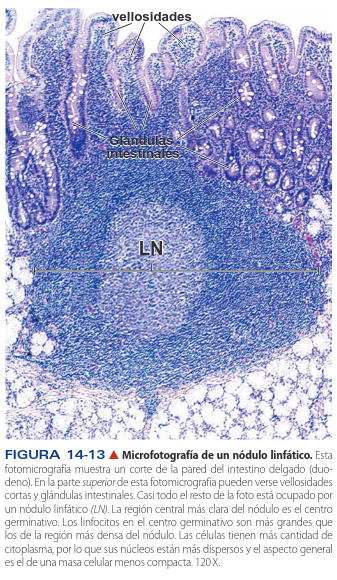 vellosidades
Glándulas
intestinales
LN
FIGURA 14-13 ▲ Microfotografía de un nódulo linfático. Esta
fotomicrografía muestra un corte de la pared del intestino delgado (duo-
deno). En la parte superior de esta fotomicrografía pueden verse vellosidades
cortas y glándulas intestinales. Casi todo el resto de la foto está ocupado por
un nódulo linfático (LN). La región central más clara del nódulo es el centro
germinativo. Los linfocitos en el centro germinativo son más grandes que
los de la región más densa del nódulo. Las células tienen más cantidad de
citoplasma, por lo que sus núcleos están más dispersos y el aspecto general
es el de una masa celular menos compacta. 120 X.